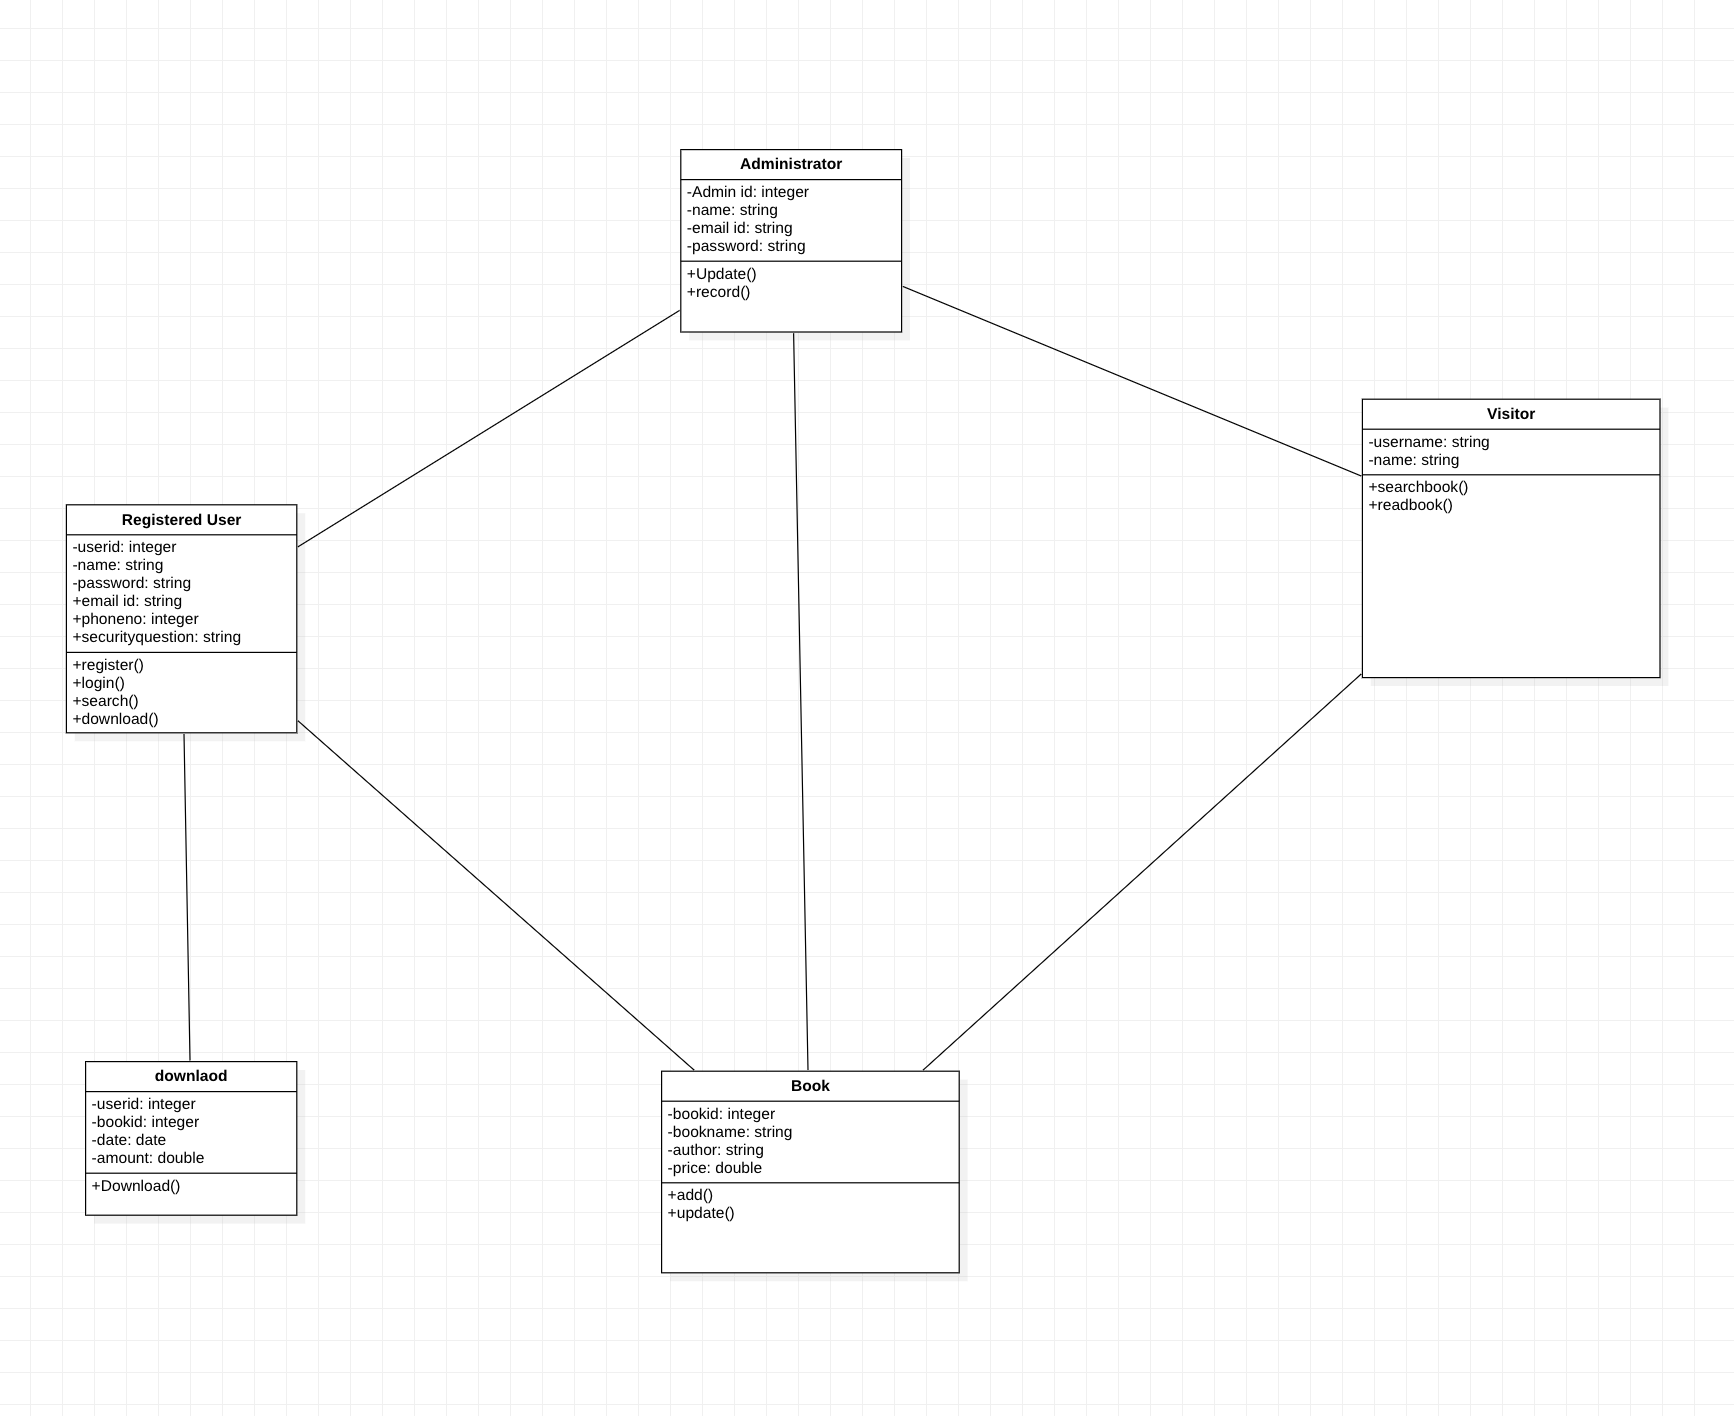 Administrator
-Admin id: integer
-name: string
-email id: string
-password: string
+Update()
+record()
Visitor
-username: string
-name: string
+searchbook()
+readbook()
Registered User
-userid: integer
-name: string
-password: string
+email id: string
+phoneno: integer
+securityquestion: string
+register()
+login()
+search()
+download()
downlaod
-userid: integer
-bookid: integer
-date: date
-amount: double
+Download()
Book
-bookid: integer
-bookname: string
-author: string
-price: double
+add()
+update()